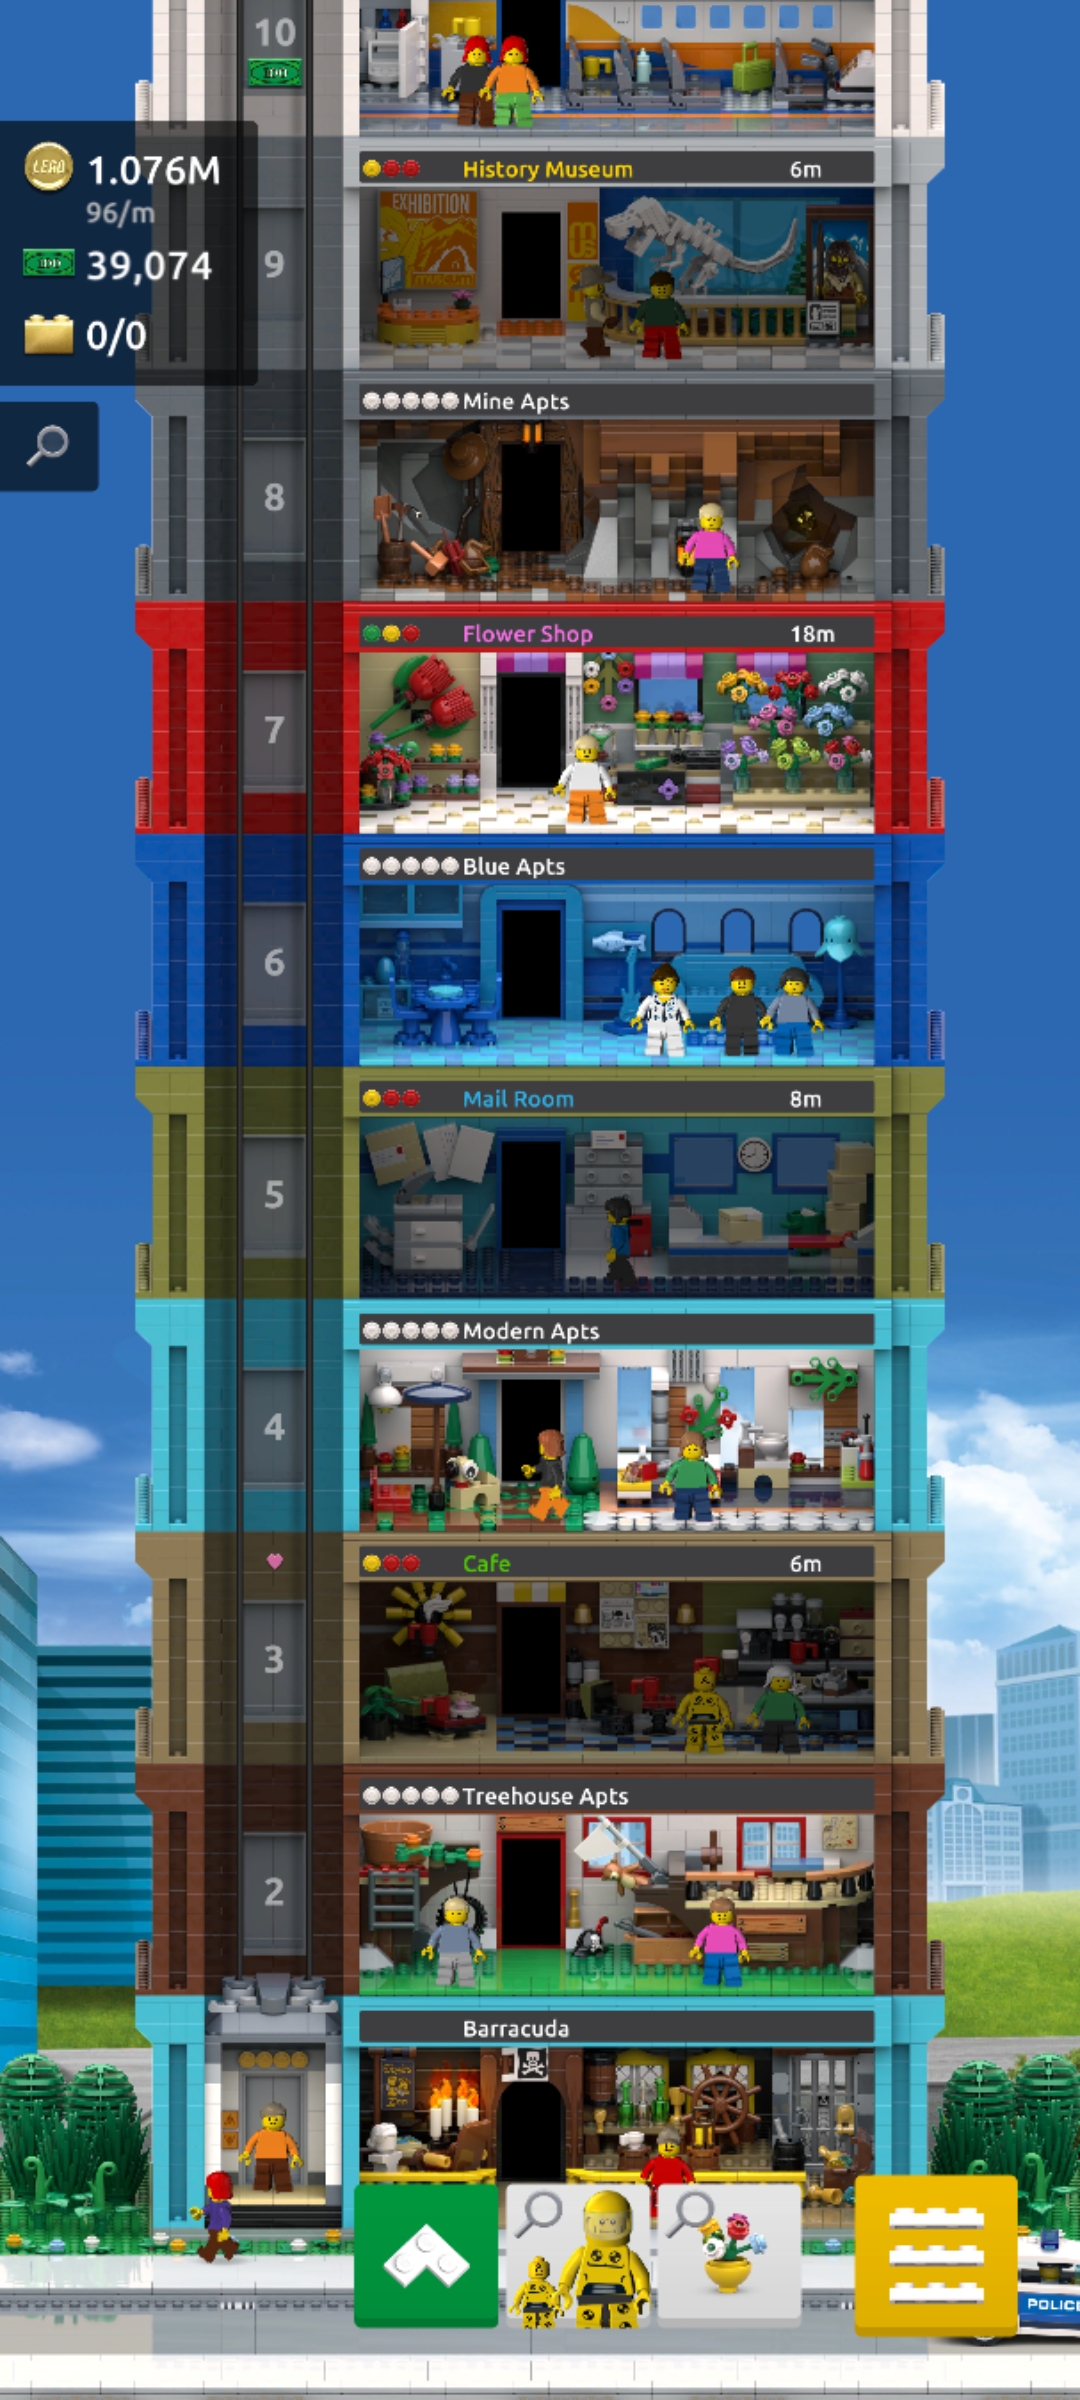 10
LEGO
1.076M
96/m
39,074
0/0
History Museum 6m
EXHIBITION
museum
9
Mine Apts
8
Flower Shop 18m
7
Blue Apts
6
Mail Room 8m
5
Modern Apts
4
Cafe 6m
3
Treehouse Apts
2
Barracuda
POLICE